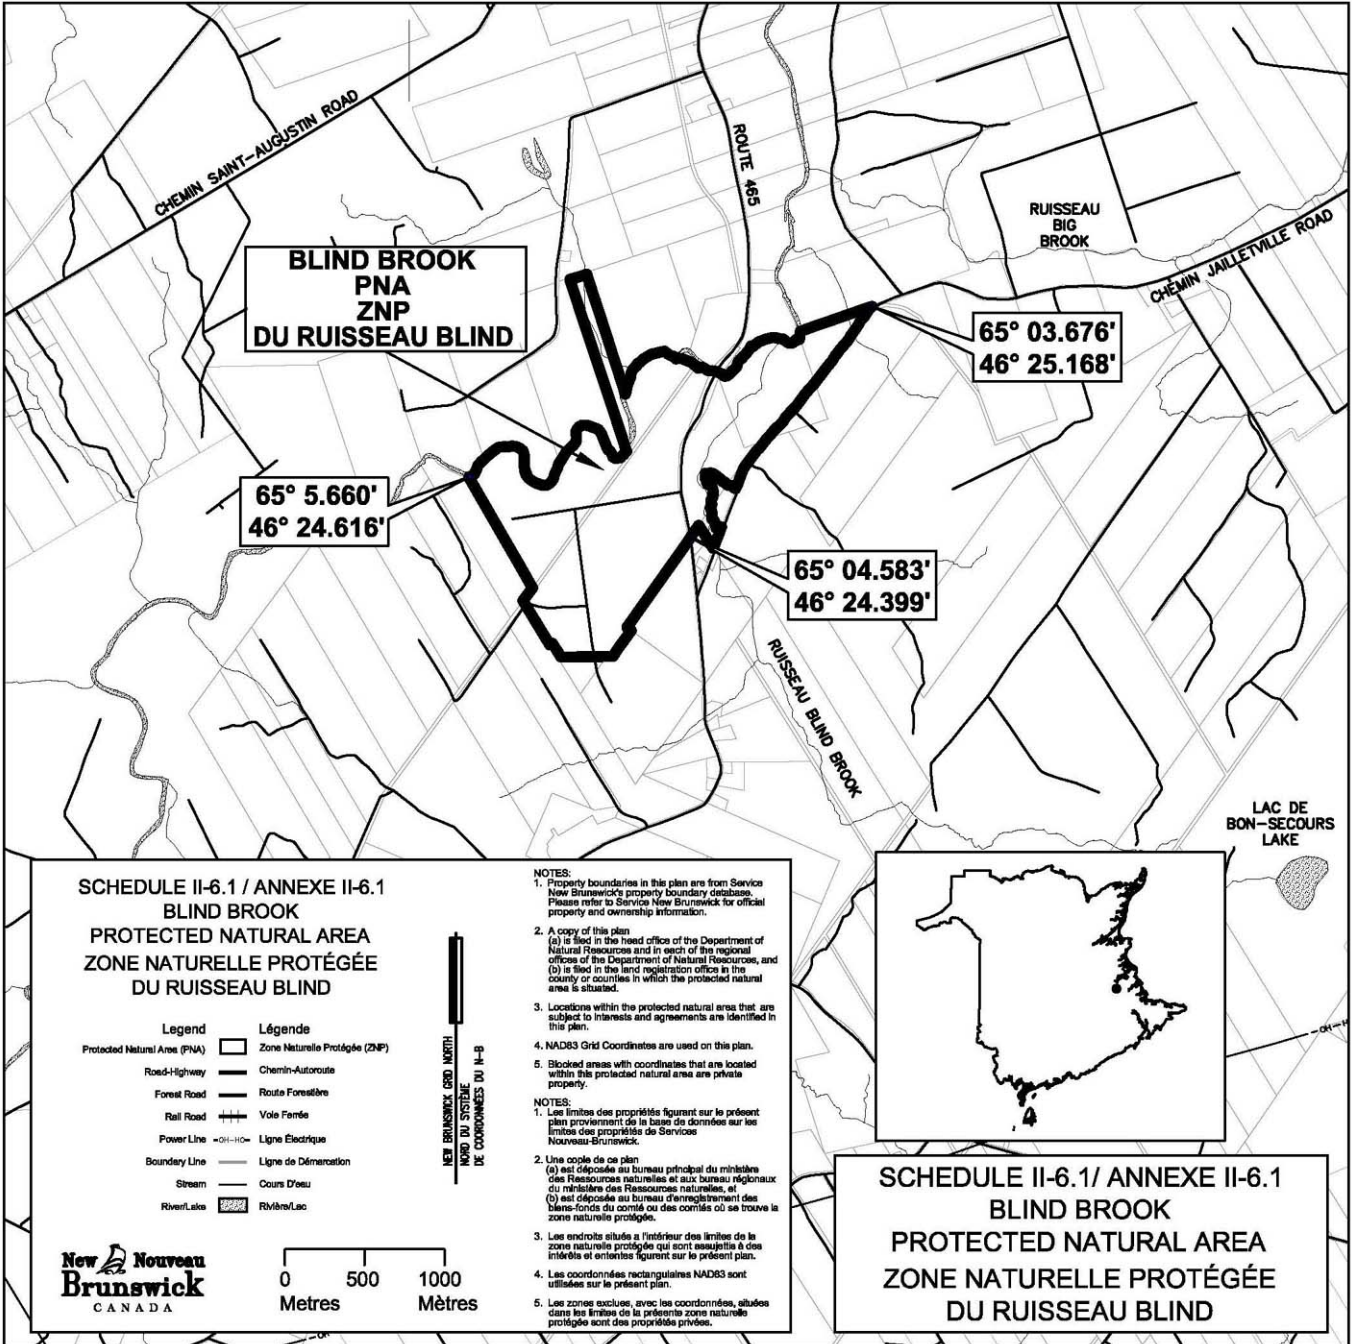 CHEMIN SAINT-AUGUSTIN ROAD
ROUTE 465
RUISSEAU
BIG
BROOK
CHEMIN JAILLETVILLE ROAD
BLIND BROOK
PNA
ZNP
DU RUISSEAU BLIND
65° 03.676'
46° 25.168'
65° 5.660'
46° 24.616'
65° 04.583'
46° 24.399'
RUISSEAU BLIND BROOK
LAC DE
BON-SECOURS
LAKE
SCHEDULE II-6.1 / ANNEXE II-6.1
BLIND BROOK
PROTECTED NATURAL AREA
ZONE NATURELLE PROTÉGÉE
DU RUISSEAU BLIND
Legend Légende
Protected Natural Area (PNA) Zone Naturelle Protégée (ZNP)
Road-Highway Chemin-Autoroute
Forest Road Route Forestière
Rail Road Voie Ferrée
Power Line -OH-HO- Ligne Électrique
Boundary Line Ligne de Démarcation
Stream Cours D'eau
River/Lake Rivière/Lac
NEW BRUNSWICK GRID NORTH
NORD DU SYSTÈME
DE COORDONNÉES DU N-B
New Nouveau
Brunswick
CANADA
0 500 1000
Metres Mètres
NOTES:
1. Property boundaries in this plan are from Service
New Brunswick's property boundary database.
Please refer to Service New Brunswick for official
property and ownership information.
2. A copy of this plan
(a) is filed in the head office of the Department of
Natural Resources and in each of the regional
offices of the Department of Natural Resources, and
(b) is filed in the land registration office in the
county or counties in which the protected natural
area is situated.
3. Locations within the protected natural area that are
subject to interests and agreements are identified in
this plan.
4. NAD83 Grid Coordinates are used on this plan.
5. Blocked areas with coordinates that are located
within this protected natural area are private
property.
NOTES:
1. Les limites des propriétés figurant sur le présent
plan proviennent de la base de données sur les
limites des propriétés de Services
Nouveau-Brunswick.
2. Une copie de ce plan
(a) est déposée au bureau principal du ministère
des Ressources naturelles et aux bureau régionaux
du ministère des Ressources naturelles, et
(b) est déposée au bureau d'enregistrement des
biens-fonds du comté ou des comtés où se trouve la
zone naturelle protégée.
3. Les endroits situés a l'intérieur des limites de la
zone naturelle protégée qui sont assujettis à des
intérêts et ententes figurent sur le présent plan.
4. Les coordonnées rectangulaires NAD83 sont
utilisées sur le présent plan.
5. Les zones exclues, avec les coordonnées, situées
dans les limites de la présente zone naturelle
protégée sont des propriétés privées.
SCHEDULE II-6.1/ ANNEXE II-6.1
BLIND BROOK
PROTECTED NATURAL AREA
ZONE NATURELLE PROTÉGÉE
DU RUISSEAU BLIND